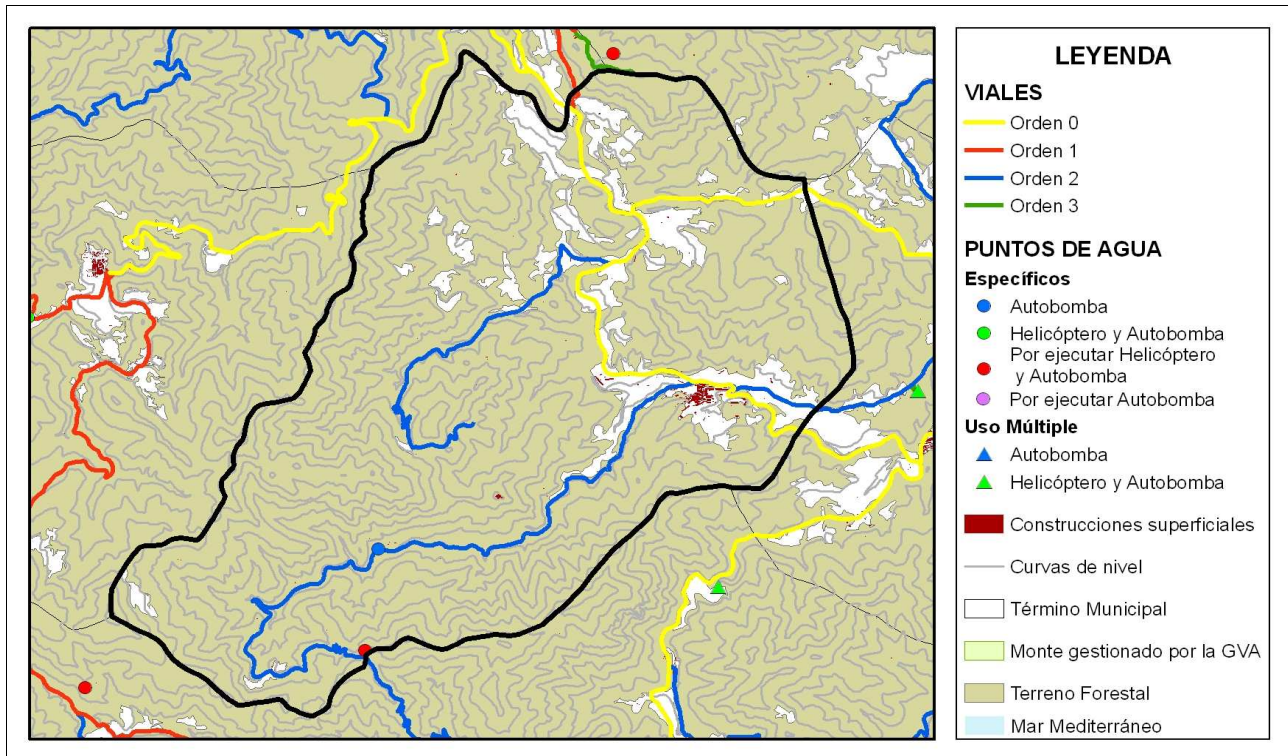 LEYENDA
VIALES
Orden 0
Orden 1
Orden 2
Orden 3
PUNTOS DE AGUA
Específicos
Autobomba
Helicóptero y Autobomba
Por ejecutar Helicóptero
y Autobomba
Por ejecutar Autobomba
Uso Múltiple
Autobomba
Helicóptero y Autobomba
Construcciones superficiales
Curvas de nivel
Término Municipal
Monte gestionado por la GVA
Terreno Forestal
Mar Mediterráneo